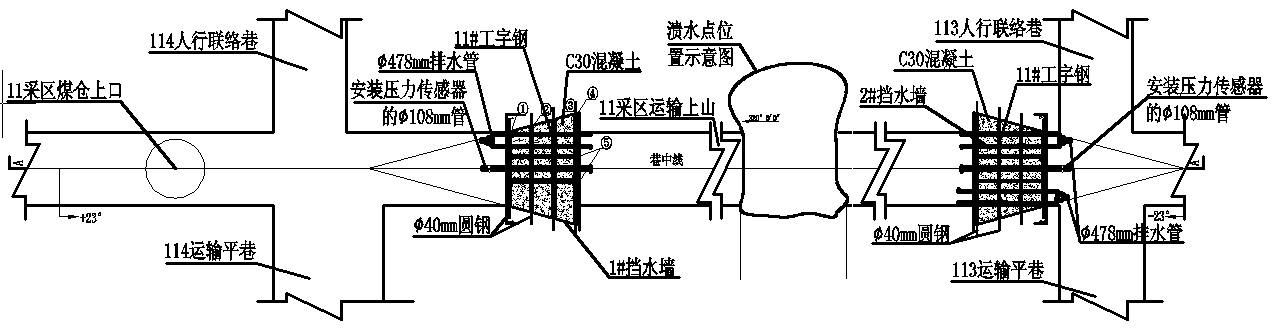 114人行联络巷
11#工字钢
φ478mm排水管
C30混凝土
安装压力传感器
的φ108mm管
11采区煤仓上口
①
②
③
④
⑤
11采区运输上山
溃水点位
置示意图
113人行联络巷
C30混凝土
11#工字钢
2#挡水墙
安装压力传感器
的φ108mm管
巷中线
A
A
+23°
-23°
φ40mm圆钢
φ40mm圆钢
φ478mm排水管
114运输平巷
1#挡水墙
113运输平巷